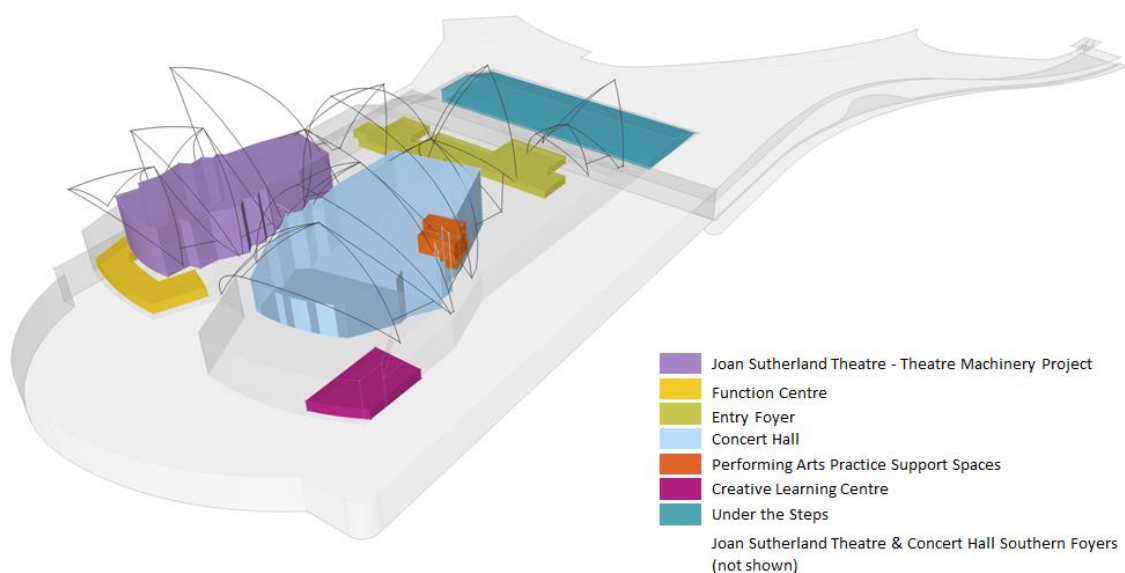 Joan Sutherland Theatre - Theatre Machinery Project
Function Centre
Entry Foyer
Concert Hall
Performing Arts Practice Support Spaces
Creative Learning Centre
Under the Steps
Joan Sutherland Theatre & Concert Hall Southern Foyers
(not shown)